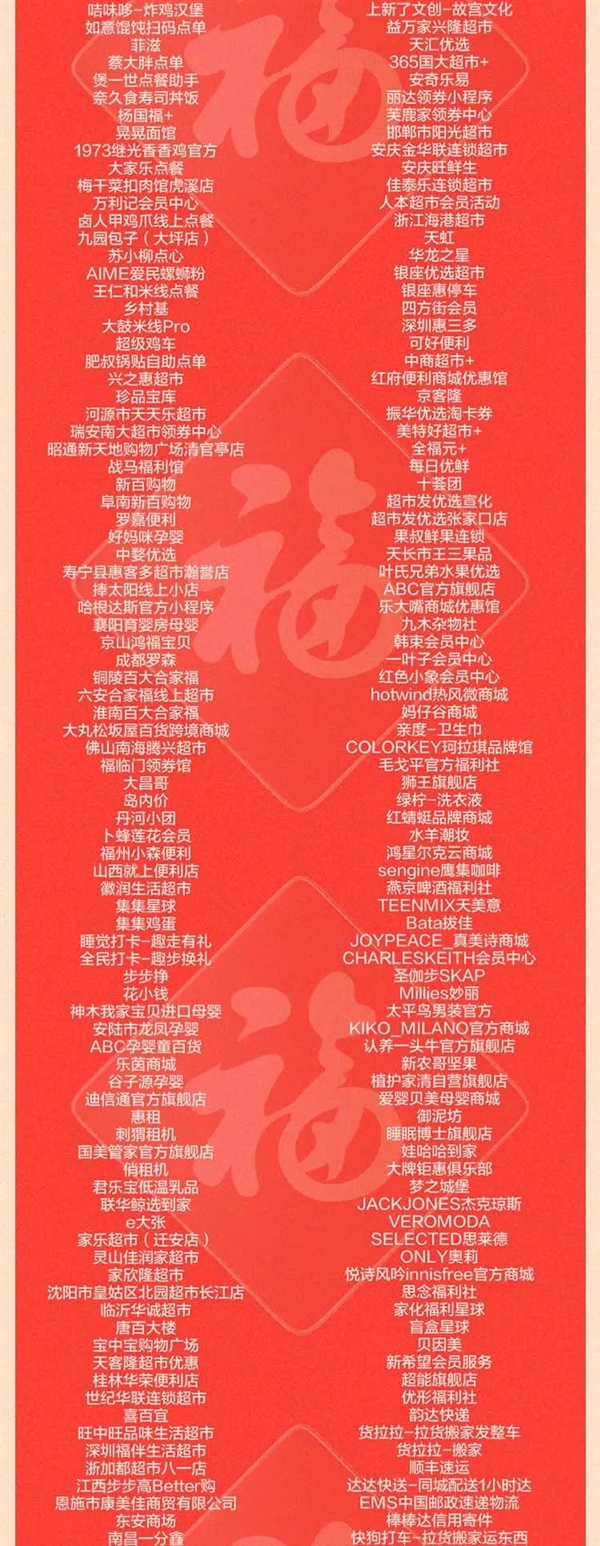 咭咪哆-炸鸡汉堡
如意馄饨扫码点单
菲滋
蔡大胖点单
煲一世点餐助手
奈久食寿司丼饭
杨国福+
晃晃面馆
1973继光香香鸡官方
大家乐点餐
梅干菜扣肉馆虎溪店
万利记会员中心
卤人甲鸡爪线上点餐
九园包子（大坪店）
苏小柳点心
AIME爱民螺蛳粉
王仁和米线点餐
乡村基
大鼓米线Pro
超级鸡车
肥叔锅贴自助点单
兴之惠超市
珍品宝库
河源市天天乐超市
瑞安南大超市领券中心
昭通新天地购物广场清官亭店
战马福利馆
新百购物
阜南新百购物
罗嘉便利
好妈咪孕婴
中婺优选
寿宁县惠客多超市瀚誉店
捧太阳线上小店
哈根达斯官方小程序
襄阳育婴房母婴
京山鸿福宝贝
成都罗森
铜陵百大合家福
六安合家福线上超市
淮南百大合家福
大丸松坂屋百货跨境商城
佛山南海腾兴超市
福临门领券馆
大昌哥
岛内价
丹河小团
卜蜂莲花会员
福州小森便利
山西就上便利店
徽润生活超市
集集星球
集集鸡蛋
睡觉打卡-趣走有礼
全民打卡-趣步换礼
步步挣
花小钱
神木我家宝贝进口母婴
安陆市龙凤孕婴
ABC孕婴童百货
乐茵商城
谷子源孕婴
迪信通官方旗舰店
惠租
刺猬租机
国美管家官方旗舰店
俏租机
君乐宝低温乳品
联华鲸选到家
e大张
家乐超市（迁安店）
灵山佳润家超市
家欣隆超市
沈阳市皇姑区北园超市长江店
临沂华诚超市
唐百大楼
宝中宝购物广场
天客隆超市优惠
桂林华荣便利店
世纪华联连锁超市
喜百宜
旺中旺品味生活超市
深圳福伴生活超市
浙加都超市八一店
江西步步高Better购
恩施市康美佳商贸有限公司
东安商场
南昌一分鑫
上新了文创-故宫文化
益万家兴隆超市
天汇优选
365国大超市+
安奇乐易
丽达领券小程序
芙鹿家领券中心
邯郸市阳光超市
安庆金华联连锁超市
安庆旺鲜生
佳泰乐连锁超市
人本超市会员活动
浙江海港超市
天虹
华龙之星
银座优选超市
银座惠停车
四方街会员
深圳惠三多
可好便利
中商超市+
红府便利商城优惠馆
京客隆
振华优选淘卡券
美特好超市+
全福元+
每日优鲜
十荟团
超市发优选宣化
超市发优选张家口店
果叔鲜果连锁
天长市王三果品
叶氏兄弟水果优选
ABC官方旗舰店
乐大嘴商城优惠馆
九木杂物社
韩束会员中心
一叶子会员中心
红色小象会员中心
hotwind热风微商城
妈仔谷商城
亲度-卫生巾
COLORKEY珂拉琪品牌馆
毛戈平官方福利社
狮王旗舰店
绿柠-洗衣液
红蜻蜓品牌商城
水羊潮妆
鸿星尔克云商城
sengine鹰集咖啡
燕京啤酒福利社
TEENMIX天美意
Bata拔佳
JOYPEACE_真美诗商城
CHARLESKEITH会员中心
圣伽步SKAP
Millies妙丽
太平鸟男装官方
KIKO_MILANO官方商城
认养一头牛官方旗舰店
新农哥坚果
植护家清自营旗舰店
爱婴贝美母婴商城
御泥坊
睡眠博士旗舰店
娃哈哈到家
大牌钜惠俱乐部
梦之城堡
JACKJONES杰克琼斯
VEROMODA
SELECTED思莱德
ONLY奥莉
悦诗风吟innisfree官方商城
思念福利社
家化福利星球
盲盒星球
贝因美
新希望会员服务
超能旗舰店
优形福利社
韵达快递
货拉拉-拉货搬家发整车
货拉拉-搬家
顺丰速运
达达快送-同城配送1小时达
EMS中国邮政速递物流
棒棒达信用寄件
快狗打车-拉货搬家运东西
福
福
福